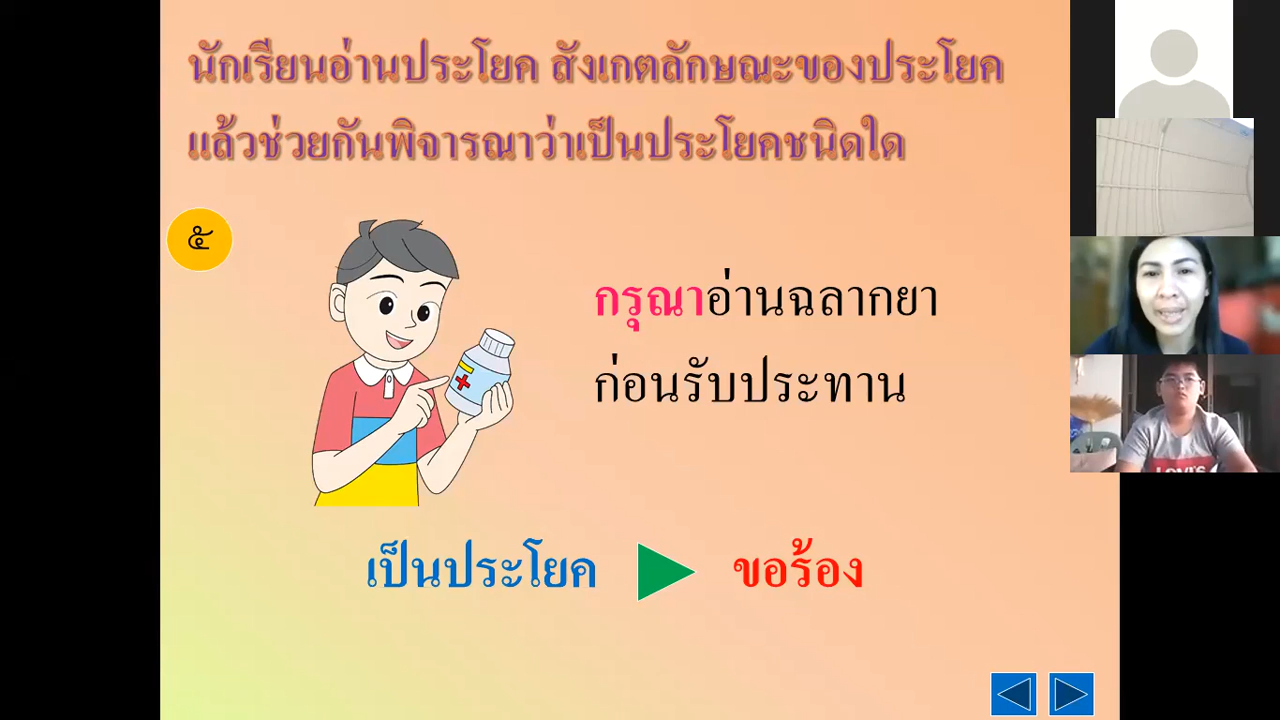 นักเรียนอ่านประโยค สังเกตลักษณะของประโยค
แล้วช่วยกันพิจารณาว่าเป็นประโยคชนิดใด
๕
กรุณาอ่านฉลากยา
ก่อนรับประทาน
เป็นประโยค ขอร้อง
LEVI'S